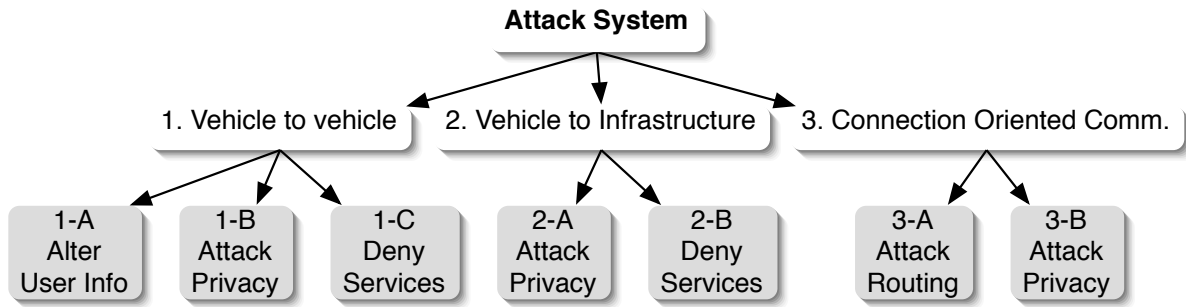 Attack System
1. Vehicle to vehicle
2. Vehicle to Infrastructure
3. Connection Oriented Comm.
1-A
Alter
User Info
1-B
Attack
Privacy
1-C
Deny
Services
2-A
Attack
Privacy
2-B
Deny
Services
3-A
Attack
Routing
3-B
Attack
Privacy